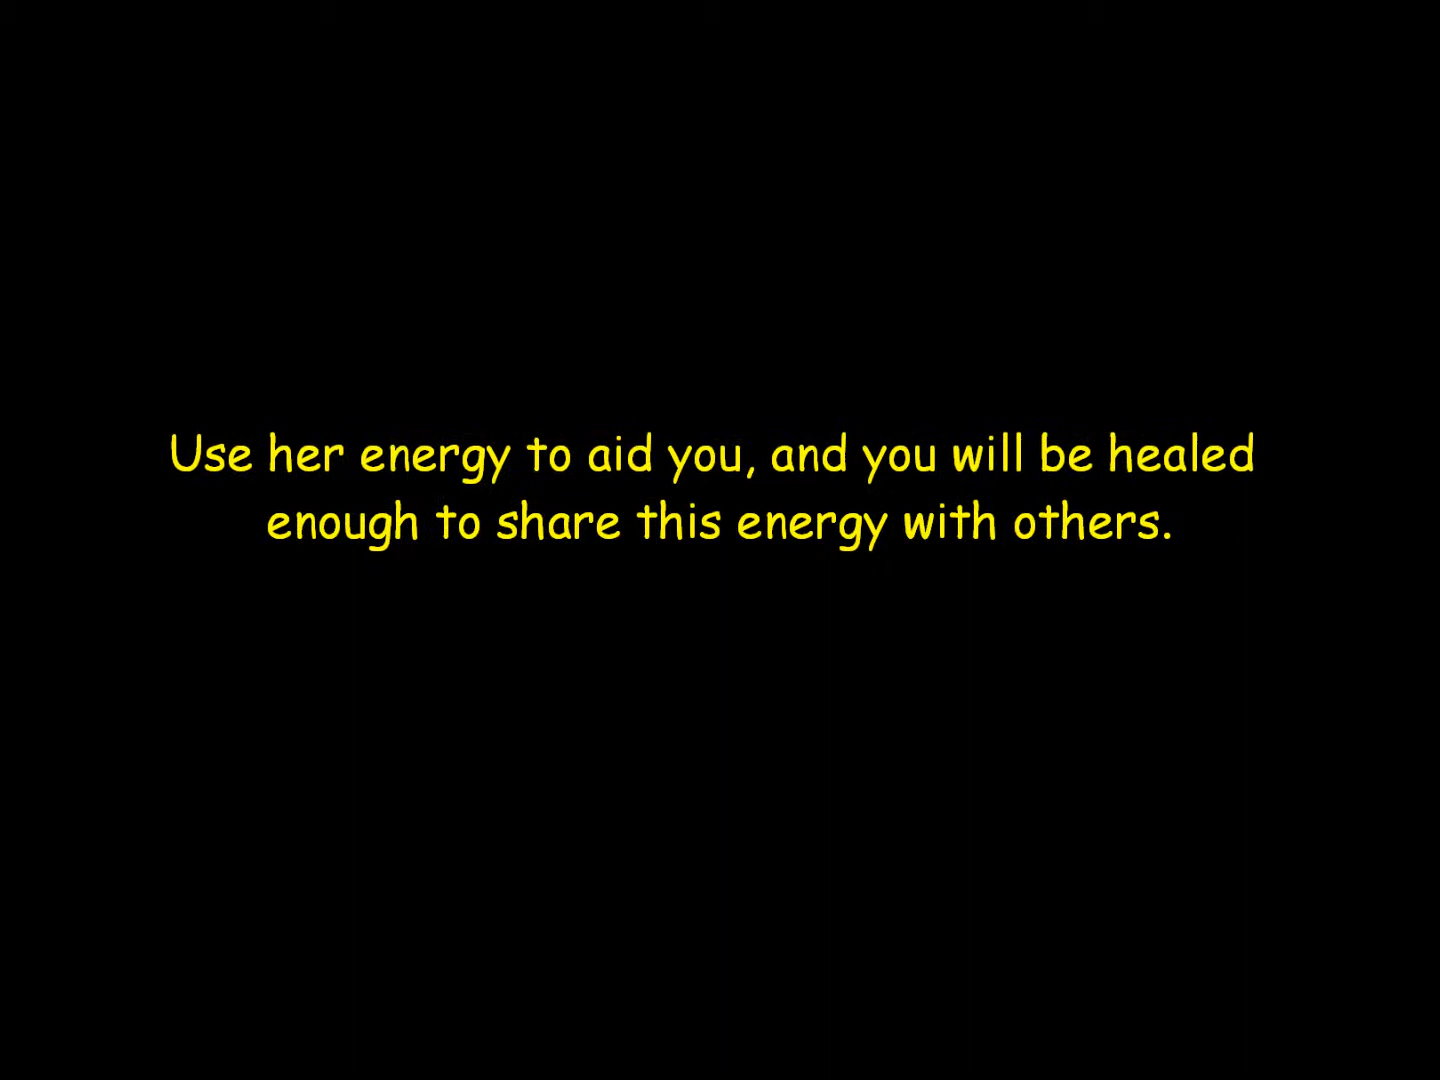 Use her energy to aid you, and you will be healed
enough to share this energy with others.